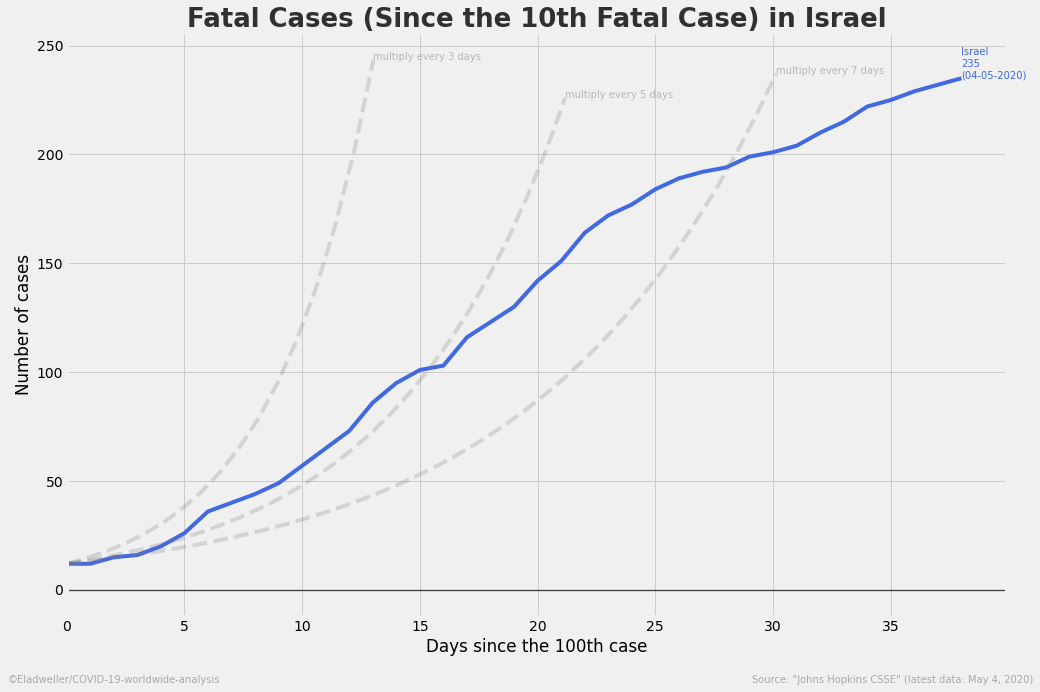 Fatal Cases (Since the 10th Fatal Case) in Israel
250
200
150
100
50
0
Number of cases
multiply every 3 days
multiply every 5 days
multiply every 7 days
Israel
235
(04-05-2020)
0 5 10 15 20 25 30 35
Days since the 100th case
©Eladweller/COVID-19-worldwide-analysis
Source: "Johns Hopkins CSSE" (latest data: May 4, 2020)